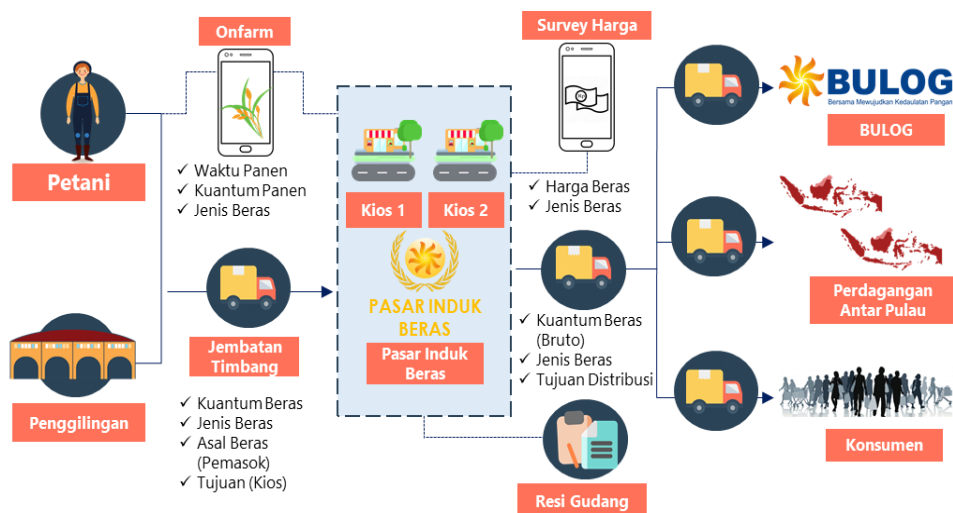 Onfarm
Survey Harga
Rp
BULOG
Bersama Mewujudkan Kedaulatan Pangan
BULOG
Petani
✓ Waktu Panen
✓ Kuantum Panen
✓ Jenis Beras
Kios 1
Kios 2
✓ Harga Beras
✓ Jenis Beras
PASAR INDUK
BERAS
Pasar Induk
Beras
Jembatan
Timbang
✓ Kuantum Beras
(Bruto)
✓ Jenis Beras
✓ Tujuan Distribusi
Perdagangan
Antar Pulau
Penggilingan
✓ Kuantum Beras
✓ Jenis Beras
✓ Asal Beras
(Pemasok)
✓ Tujuan (Kios)
Resi Gudang
Konsumen